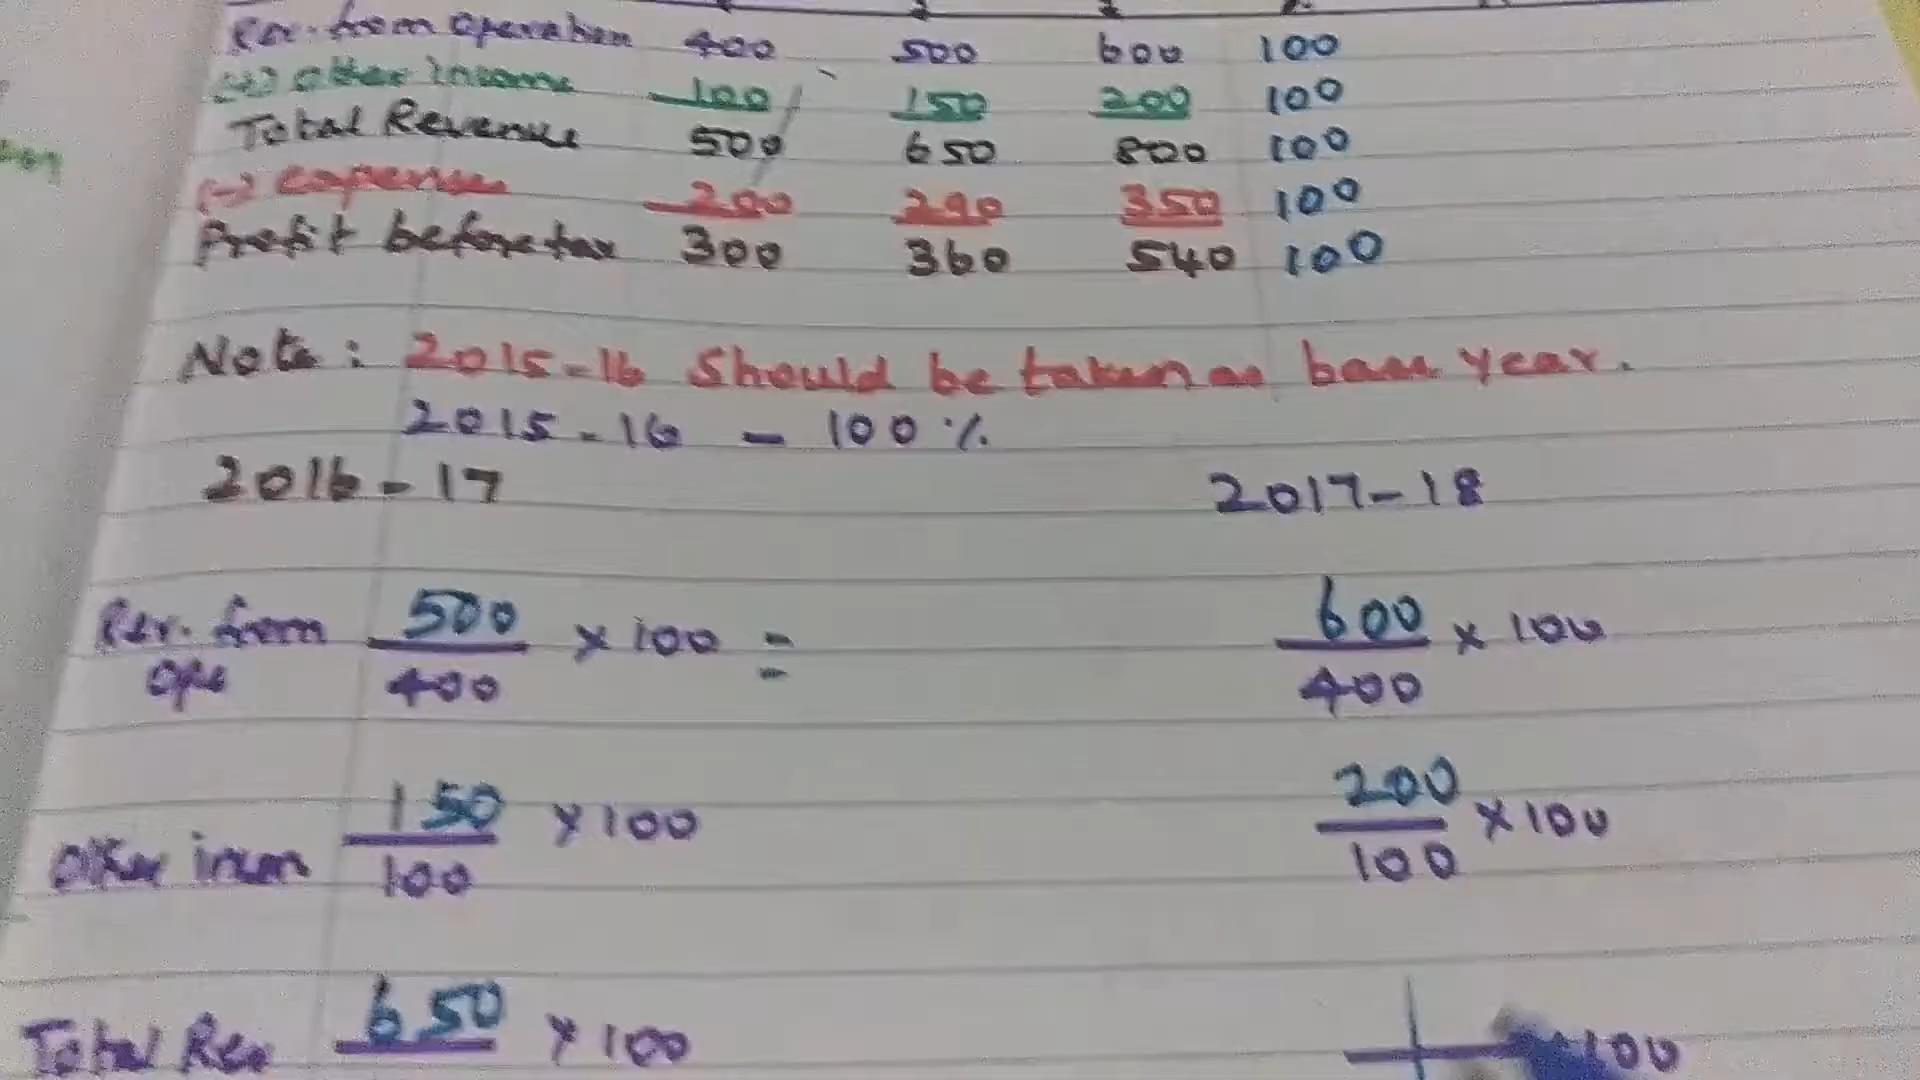 Rev. from operation 400 500 600 100
(+) other income 100 150 200 100
Total Revenue 500 650 800 100
(-) expenses 200 290 350 100
Profit before tax 300 360 540 100
Note: 2015-16 Should be taken as base year.
2015-16 - 100%
2016-17 2017-18
Rev. from ope 500/400 x 100 = 600/400 x 100
Other incom 150/100 x 100 200/100 x 100
Total Rev 650 x 100 100